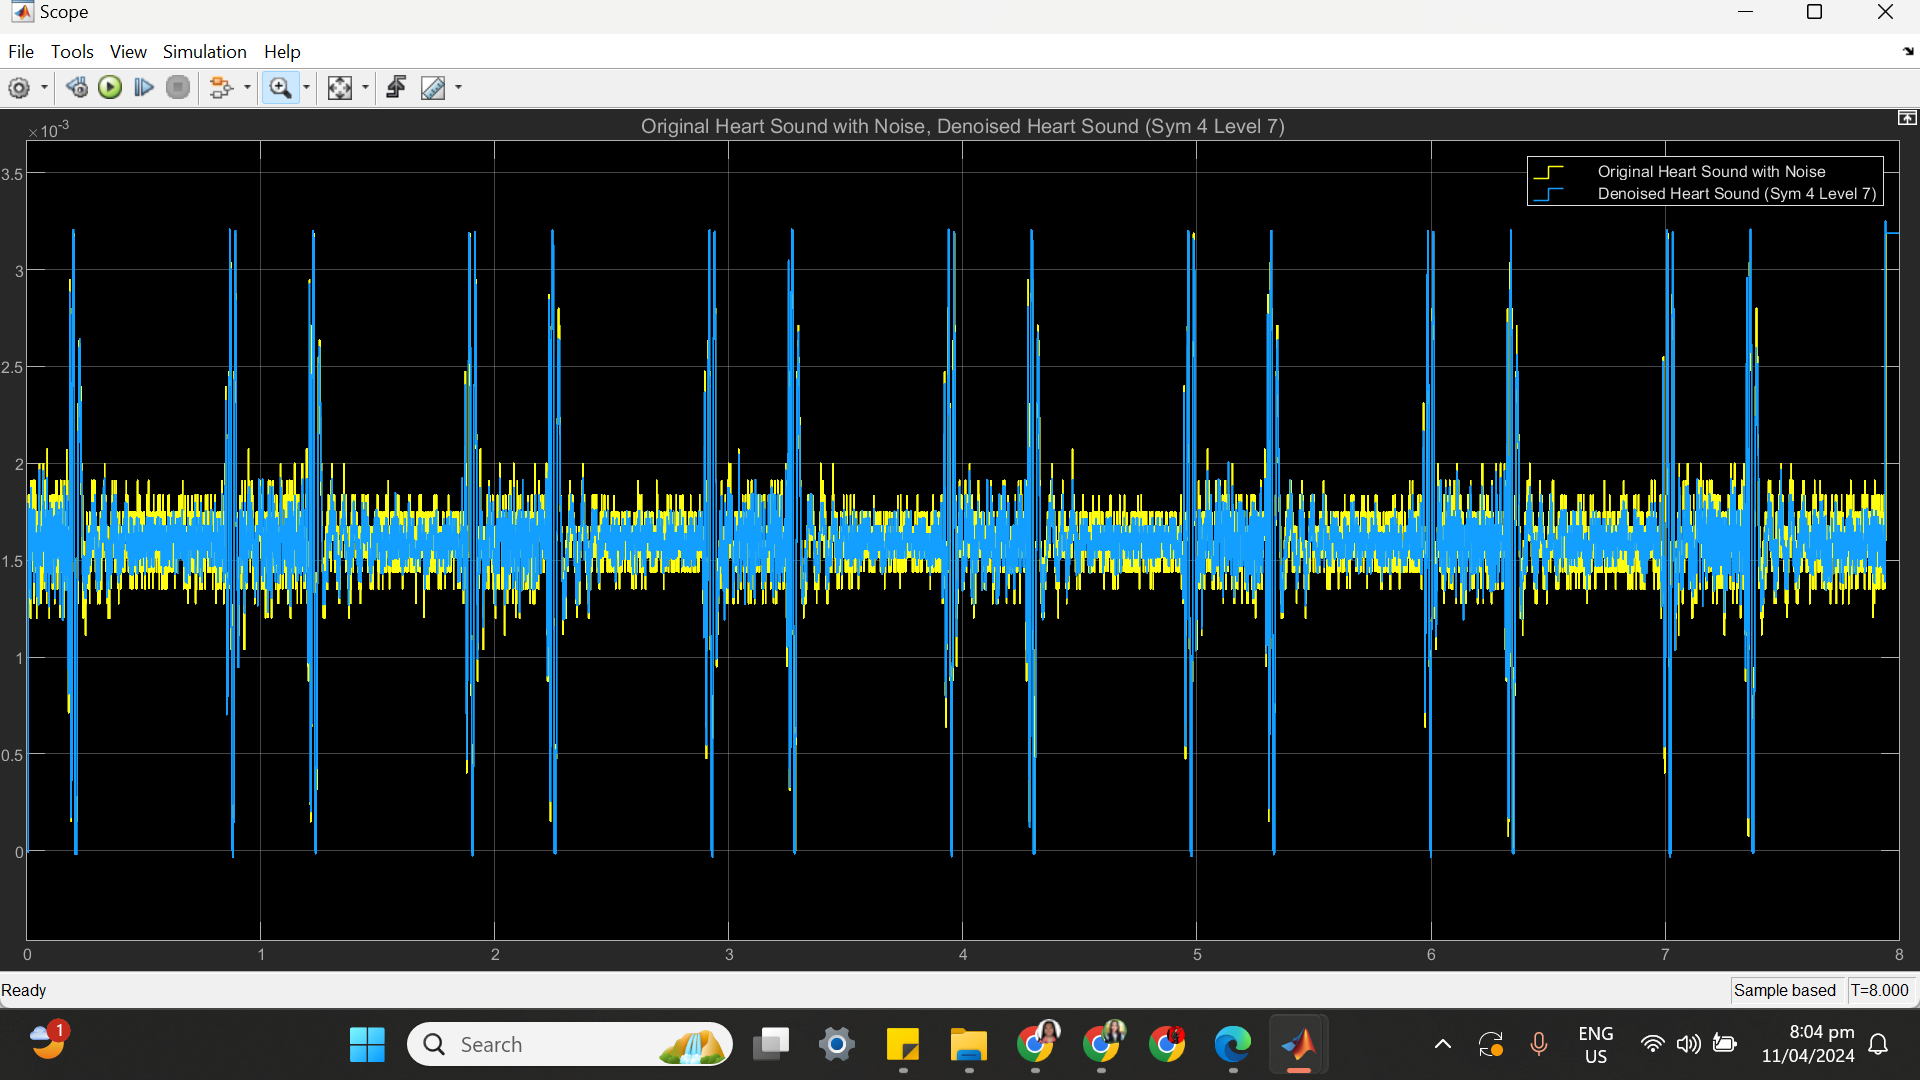 Scope
File Tools View Simulation Help
×10-3
Original Heart Sound with Noise, Denoised Heart Sound (Sym 4 Level 7)
Original Heart Sound with Noise
Denoised Heart Sound (Sym 4 Level 7)
3.5
3
2.5
2
1.5
1
0.5
0
0 1 2 3 4 5 6 7 8
Ready
Sample based T=8.000
1
Search
ENG
US
8:04 pm
11/04/2024